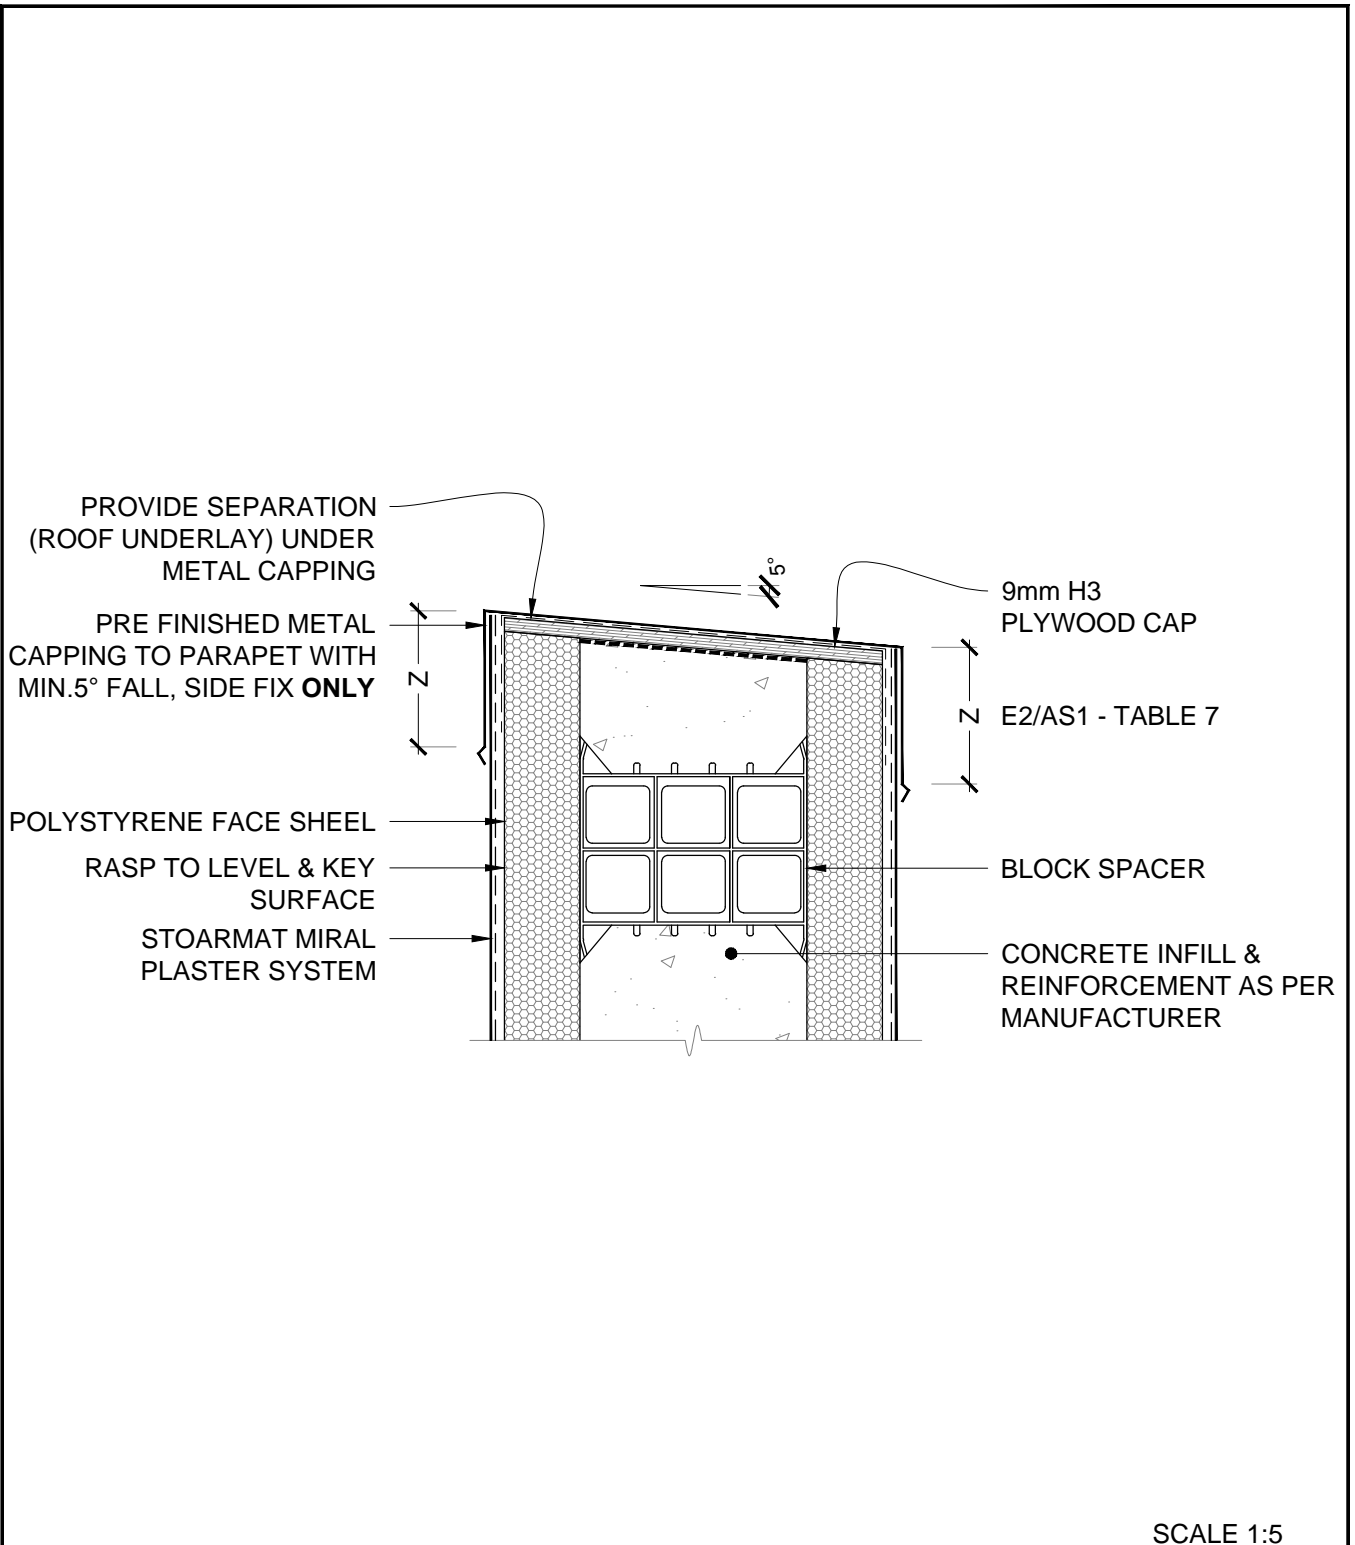 PROVIDE SEPARATION
(ROOF UNDERLAY) UNDER
METAL CAPPING
PRE FINISHED METAL
CAPPING TO PARAPET WITH
MIN.5° FALL, SIDE FIX ONLY
Z
POLYSTYRENE FACE SHEEL
RASP TO LEVEL & KEY
SURFACE
STOARMAT MIRAL
PLASTER SYSTEM
5°
9mm H3
PLYWOOD CAP
Z
E2/AS1 - TABLE 7
BLOCK SPACER
CONCRETE INFILL &
REINFORCEMENT AS PER
MANUFACTURER
SCALE 1:5